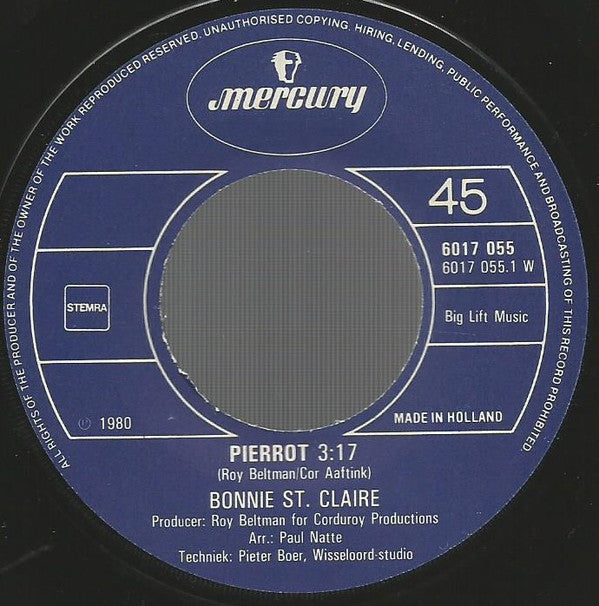 ALL RIGHTS OF THE PRODUCER AND OF THE OWNER OF THE WORK REPRODUCED RESERVED. UNAUTHORISED COPYING, HIRING, LENDING, PUBLIC PERFORMANCE AND BROADCASTING OF THIS RECORD PROHIBITED.
mercury
45
6017 055
6017 055.1 W
STEMRA
Big Lift Music
℗ 1980
MADE IN HOLLAND
PIERROT 3:17
(Roy Beltman/Cor Aaftink)
BONNIE ST. CLAIRE
Producer: Roy Beltman for Corduroy Productions
Arr.: Paul Natte
Techniek: Pieter Boer, Wisseloord-studio